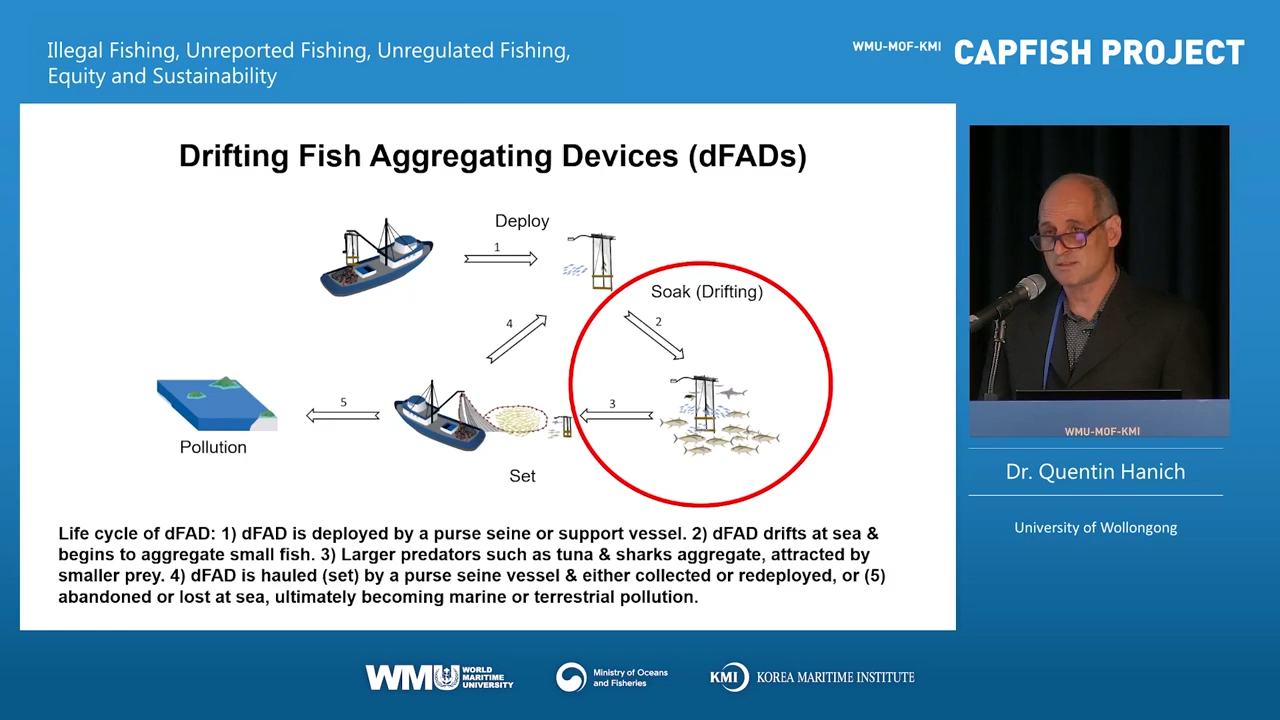 Illegal Fishing, Unreported Fishing, Unregulated Fishing,
Equity and Sustainability
WMU-MOF-KMI CAPFISH PROJECT
Drifting Fish Aggregating Devices (dFADs)
Deploy
1
Soak (Drifting)
4
2
5
3
Pollution
Set
Life cycle of dFAD: 1) dFAD is deployed by a purse seine or support vessel. 2) dFAD drifts at sea &
begins to aggregate small fish. 3) Larger predators such as tuna & sharks aggregate, attracted by
smaller prey. 4) dFAD is hauled (set) by a purse seine vessel & either collected or redeployed, or (5)
abandoned or lost at sea, ultimately becoming marine or terrestrial pollution.
WMU-MOF-KMI
Dr. Quentin Hanich
University of Wollongong
WMU WORLD
MARITIME
UNIVERSITY
Ministry of Oceans
and Fisheries
KMI KOREA MARITIME INSTITUTE